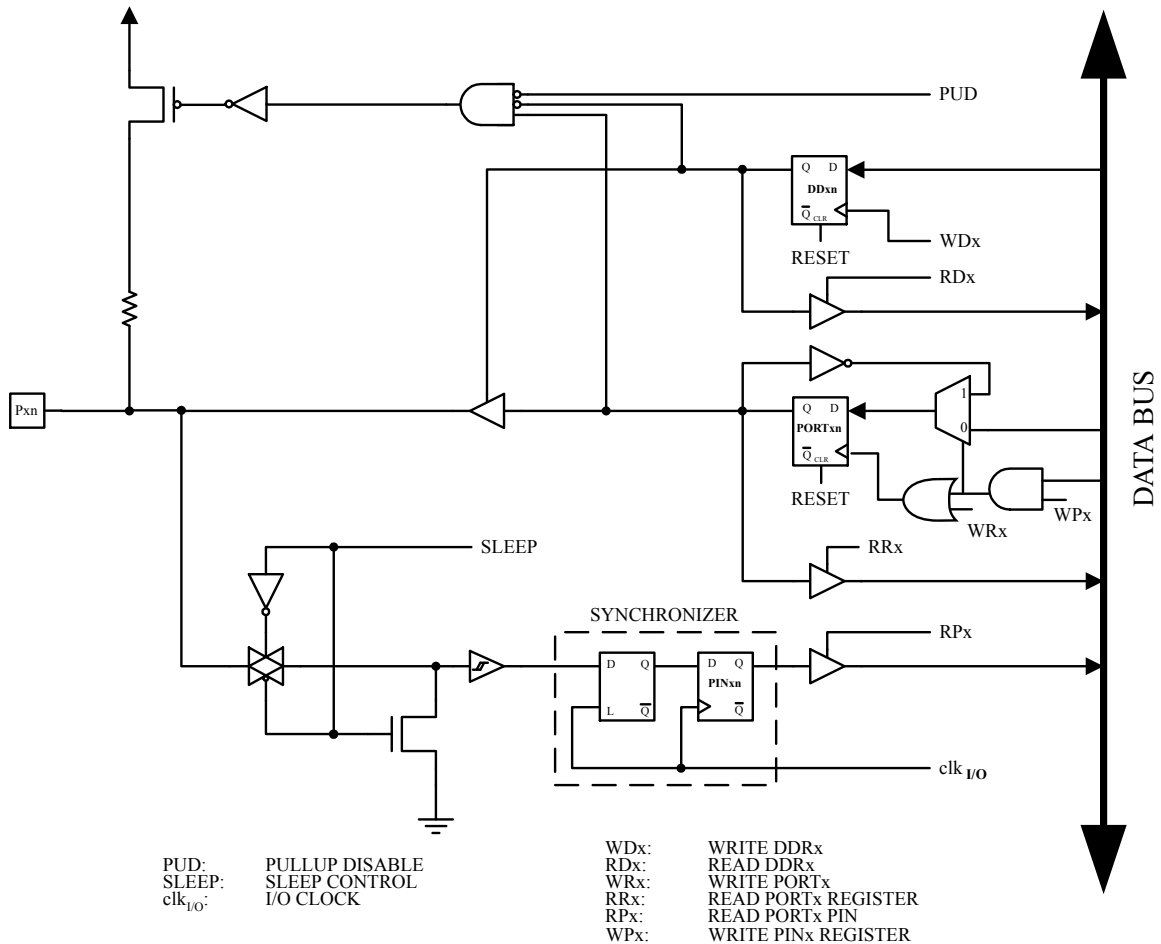 PUD
Q D
DDxn
Q CLR
WDx
RESET
RDx
Pxn
1
Q D
PORTxn
0
Q CLR
RESET
WPx
WRx
SLEEP
RRx
SYNCHRONIZER
RPx
D Q
D Q
PINxn
L Q
Q
clk I/O
DATA BUS
PUD: PULLUP DISABLE
SLEEP: SLEEP CONTROL
clkI/O: I/O CLOCK
WDx: WRITE DDRx
RDx: READ DDRx
WRx: WRITE PORTx
RRx: READ PORTx REGISTER
RPx: READ PORTx PIN
WPx: WRITE PINx REGISTER